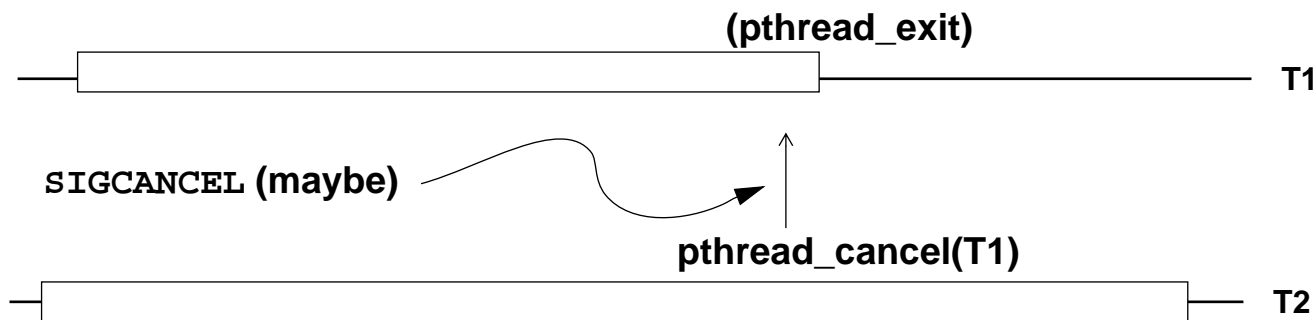 (pthread_exit)
T1
SIGCANCEL (maybe)
pthread_cancel(T1)
T2